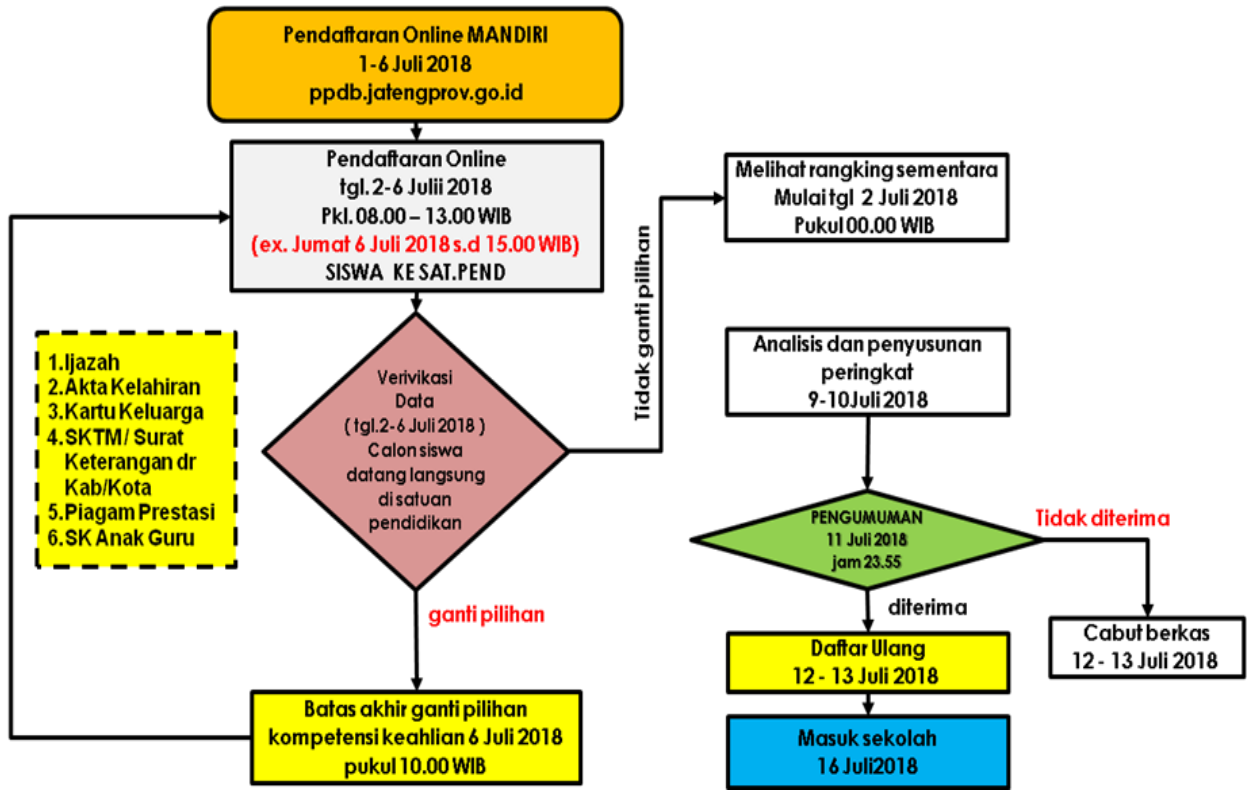 Pendaftaran Online MANDIRI
1-6 Juli 2018
ppdb.jatengprov.go.id
Pendaftaran Online
tgl. 2-6 Julii 2018
Pkl. 08.00 – 13.00 WIB
(ex. Jumat 6 Juli 2018 s.d 15.00 WIB)
SISWA KE SAT.PEND
1.Ijazah
2.Akta Kelahiran
3.Kartu Keluarga
4.SKTM / Surat
Keterangan dr
Kab/Kota
5.Piagam Prestasi
6.SK Anak Guru
Verivikasi
Data
( tgl.2-6 Juli 2018 )
Calon siswa
datang langsung
di satuan
pendidikan
ganti pilihan
Batas akhir ganti pilihan
kompetensi keahlian 6 Juli 2018
pukul 10.00 WIB
Tidak ganti pilihan
Melihat rangking sementara
Mulai tgl 2 Juli 2018
Pukul 00.00 WIB
Analisis dan penyusunan
peringkat
9-10 Juli 2018
PENGUMUMAN
11 Juli 2018
jam 23.55
Tidak diterima
diterima
Cabut berkas
12 - 13 Juli 2018
Daftar Ulang
12 - 13 Juli 2018
Masuk sekolah
16 Juli2018